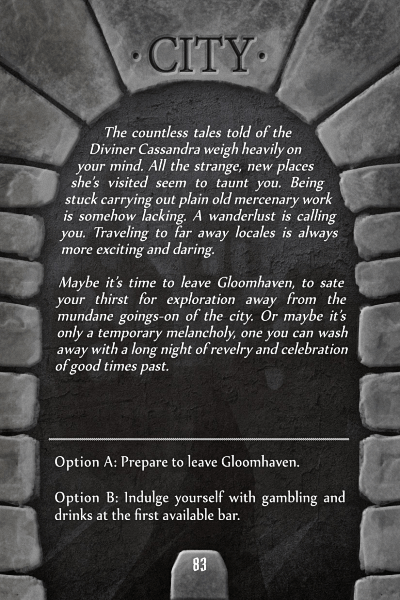 · CITY ·
The countless tales told of the
Diviner Cassandra weigh heavily on
your mind. All the strange, new places
she's visited seem to taunt you. Being
stuck carrying out plain old mercenary work
is somehow lacking. A wanderlust is calling
you. Traveling to far away locales is always
more exciting and daring.
Maybe it's time to leave Gloomhaven, to sate
your thirst for exploration away from the
mundane goings-on of the city. Or maybe it's
only a temporary melancholy, one you can wash
away with a long night of revelry and celebration
of good times past.
Option A: Prepare to leave Gloomhaven.
Option B: Indulge yourself with gambling and
drinks at the first available bar.
83